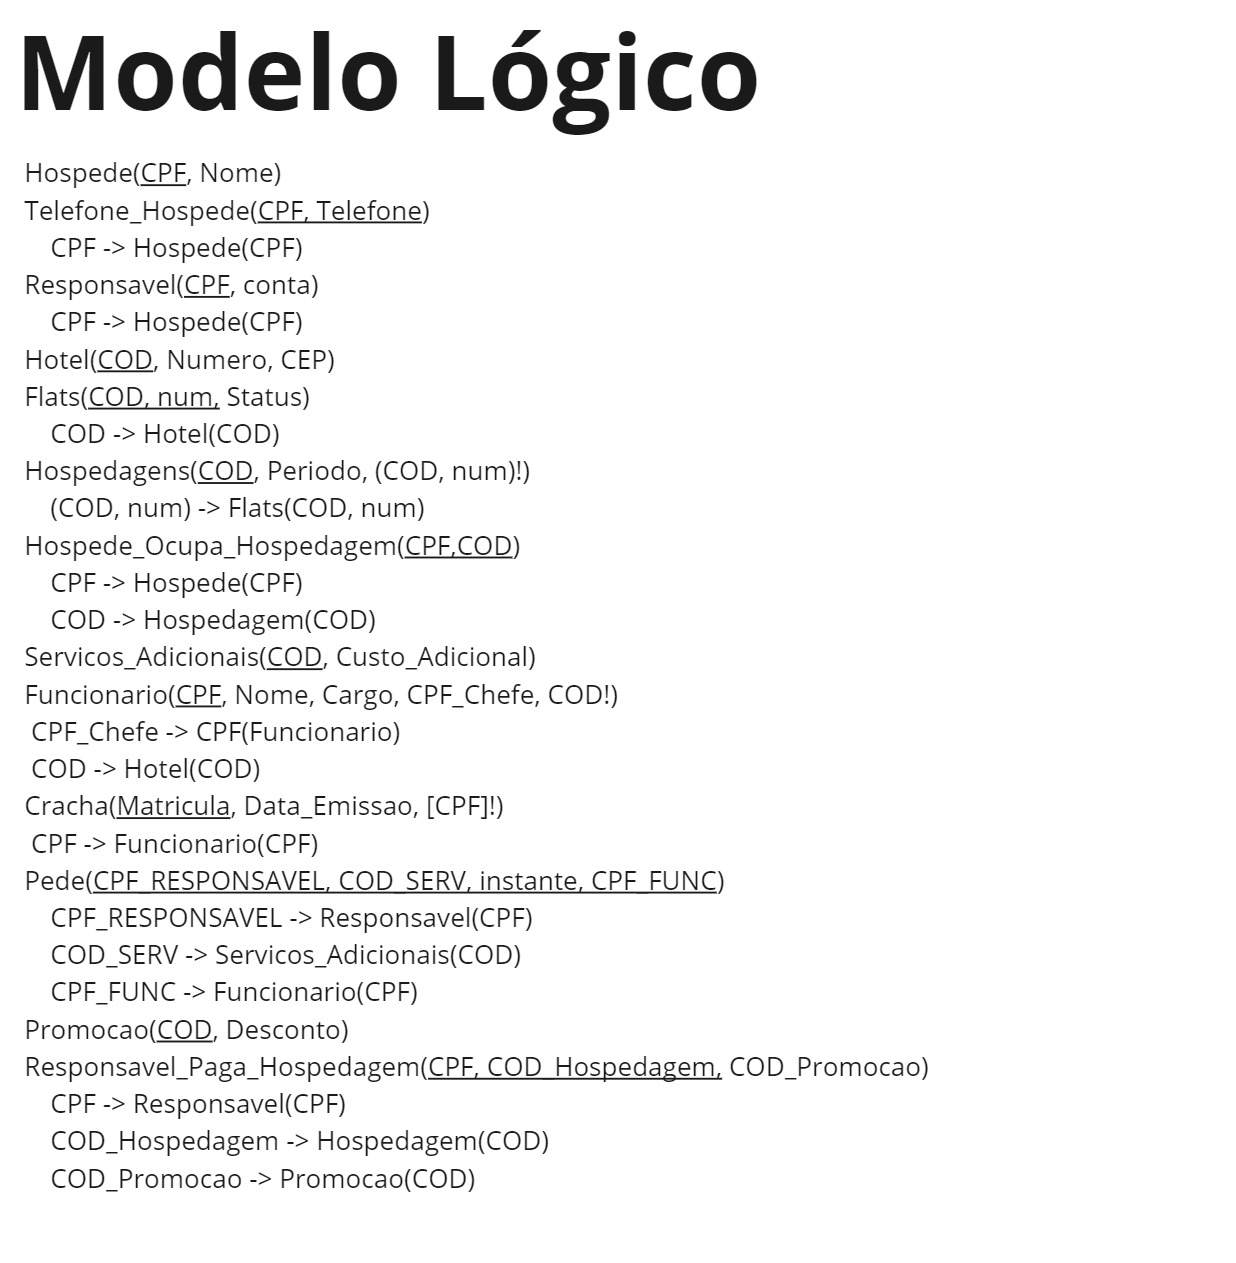 Modelo Lógico
Hospede(CPF, Nome)
Telefone_Hospede(CPF, Telefone)
CPF -> Hospede(CPF)
Responsavel(CPF, conta)
CPF -> Hospede(CPF)
Hotel(COD, Numero, CEP)
Flats(COD, num, Status)
COD -> Hotel(COD)
Hospedagens(COD, Periodo, (COD, num)!)
(COD, num) -> Flats(COD, num)
Hospede_Ocupa_Hospedagem(CPF,COD)
CPF -> Hospede(CPF)
COD -> Hospedagem(COD)
Servicos_Adicionais(COD, Custo_Adicional)
Funcionario(CPF, Nome, Cargo, CPF_Chefe, COD!)
CPF_Chefe -> CPF(Funcionario)
COD -> Hotel(COD)
Cracha(Matricula, Data_Emissao, [CPF]!)
CPF -> Funcionario(CPF)
Pede(CPF_RESPONSAVEL, COD_SERV, instante, CPF_FUNC)
CPF_RESPONSAVEL -> Responsavel(CPF)
COD_SERV -> Servicos_Adicionais(COD)
CPF_FUNC -> Funcionario(CPF)
Promocao(COD, Desconto)
Responsavel_Paga_Hospedagem(CPF, COD_Hospedagem, COD_Promocao)
CPF -> Responsavel(CPF)
COD_Hospedagem -> Hospedagem(COD)
COD_Promocao -> Promocao(COD)